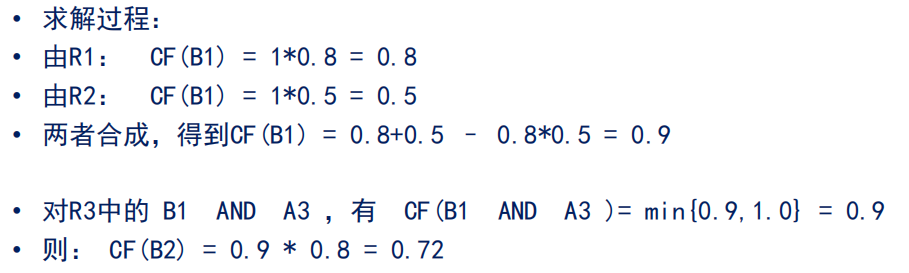 • 求解过程：
• 由R1： CF(B1) = 1*0.8 = 0.8
• 由R2： CF(B1) = 1*0.5 = 0.5
• 两者合成，得到CF(B1) = 0.8+0.5 – 0.8*0.5 = 0.9
• 对R3中的 B1 AND A3 ，有 CF(B1 AND A3 )= min{0.9,1.0} = 0.9
• 则： CF(B2) = 0.9 * 0.8 = 0.72